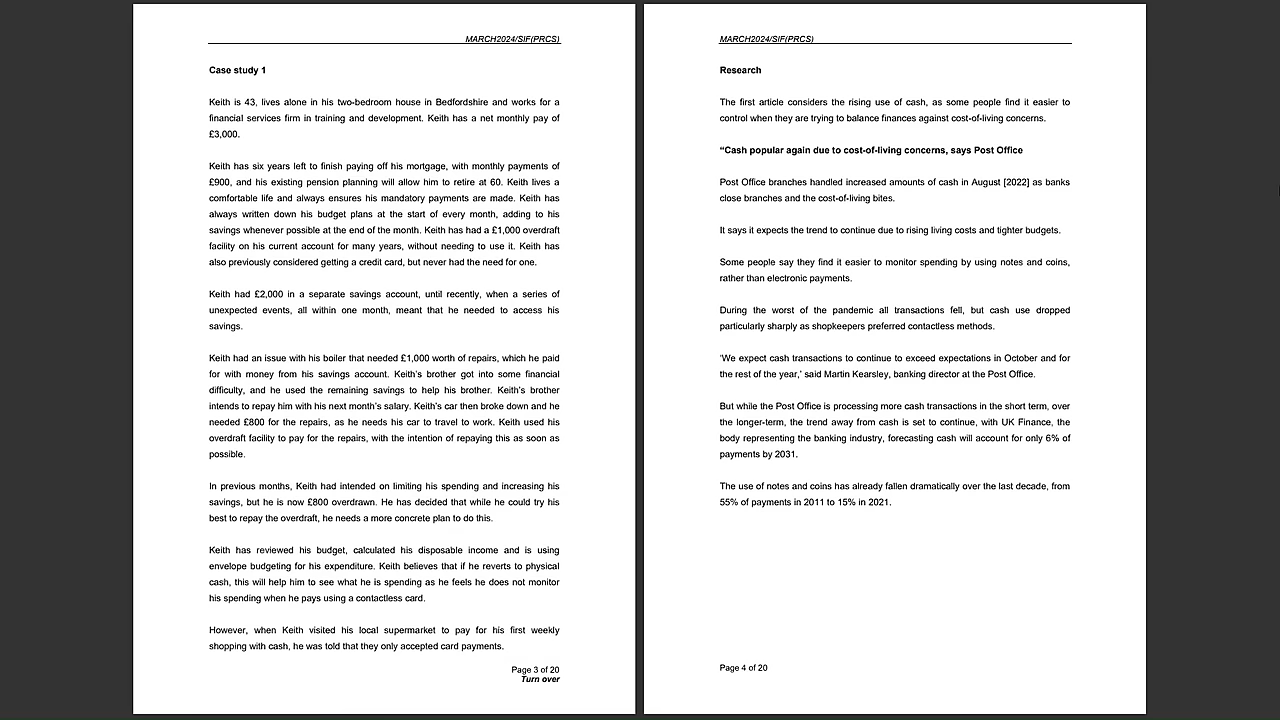 MARCH2024/SIF(PRCS)
Case study 1
Keith is 43, lives alone in his two-bedroom house in Bedfordshire and works for a
financial services firm in training and development. Keith has a net monthly pay of
£3,000.
Keith has six years left to finish paying off his mortgage, with monthly payments of
£900, and his existing pension planning will allow him to retire at 60. Keith lives a
comfortable life and always ensures his mandatory payments are made. Keith has
always written down his budget plans at the start of every month, adding to his
savings whenever possible at the end of the month. Keith has had a £1,000 overdraft
facility on his current account for many years, without needing to use it. Keith has
also previously considered getting a credit card, but never had the need for one.
Keith had £2,000 in a separate savings account, until recently, when a series of
unexpected events, all within one month, meant that he needed to access his
savings.
Keith had an issue with his boiler that needed £1,000 worth of repairs, which he paid
for with money from his savings account. Keith's brother got into some financial
difficulty, and he used the remaining savings to help his brother. Keith's brother
intends to repay him with his next month's salary. Keith's car then broke down and he
needed £800 for the repairs, as he needs his car to travel to work. Keith used his
overdraft facility to pay for the repairs, with the intention of repaying this as soon as
possible.
In previous months, Keith had intended on limiting his spending and increasing his
savings, but he is now £800 overdrawn. He has decided that while he could try his
best to repay the overdraft, he needs a more concrete plan to do this.
Keith has reviewed his budget, calculated his disposable income and is using
envelope budgeting for his expenditure. Keith believes that if he reverts to physical
cash, this will help him to see what he is spending as he feels he does not monitor
his spending when he pays using a contactless card.
However, when Keith visited his local supermarket to pay for his first weekly
shopping with cash, he was told that they only accepted card payments.
Page 3 of 20
Turn over
MARCH2024/SIF(PRCS)
Research
The first article considers the rising use of cash, as some people find it easier to
control when they are trying to balance finances against cost-of-living concerns.
“Cash popular again due to cost-of-living concerns, says Post Office
Post Office branches handled increased amounts of cash in August [2022] as banks
close branches and the cost-of-living bites.
It says it expects the trend to continue due to rising living costs and tighter budgets.
Some people say they find it easier to monitor spending by using notes and coins,
rather than electronic payments.
During the worst of the pandemic all transactions fell, but cash use dropped
particularly sharply as shopkeepers preferred contactless methods.
'We expect cash transactions to continue to exceed expectations in October and for
the rest of the year,' said Martin Kearsley, banking director at the Post Office.
But while the Post Office is processing more cash transactions in the short term, over
the longer-term, the trend away from cash is set to continue, with UK Finance, the
body representing the banking industry, forecasting cash will account for only 6% of
payments by 2031.
The use of notes and coins has already fallen dramatically over the last decade, from
55% of payments in 2011 to 15% in 2021.
Page 4 of 20